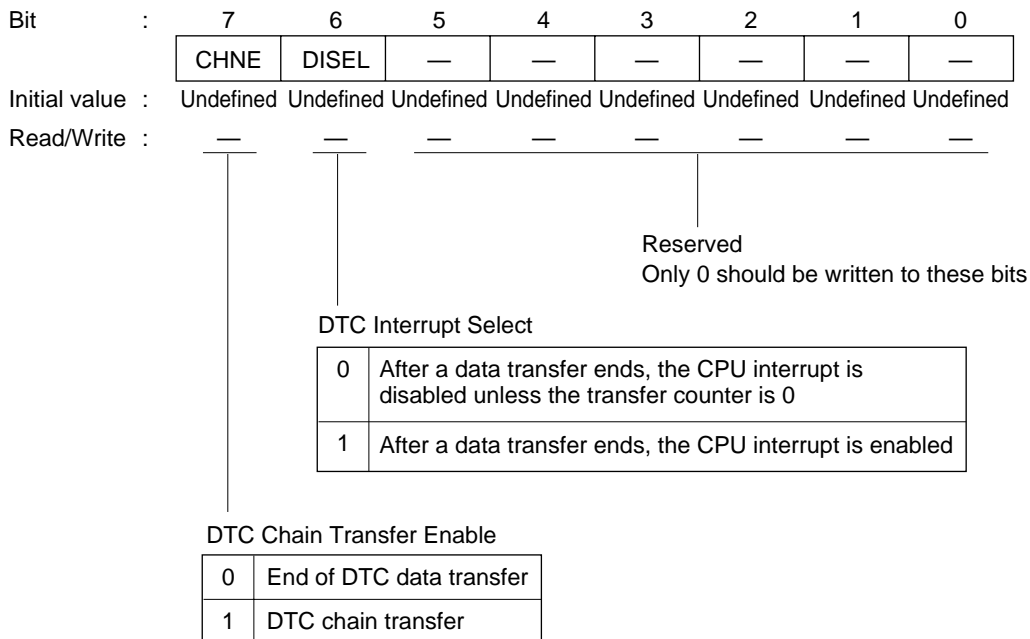 Bit : 7 6 5 4 3 2 1 0
CHNE DISEL — — — — — —
Initial value : Undefined Undefined Undefined Undefined Undefined Undefined Undefined Undefined
Read/Write : — — — — — — — —
Reserved
Only 0 should be written to these bits
DTC Interrupt Select
0 After a data transfer ends, the CPU interrupt is
disabled unless the transfer counter is 0
1 After a data transfer ends, the CPU interrupt is enabled
DTC Chain Transfer Enable
0 End of DTC data transfer
1 DTC chain transfer